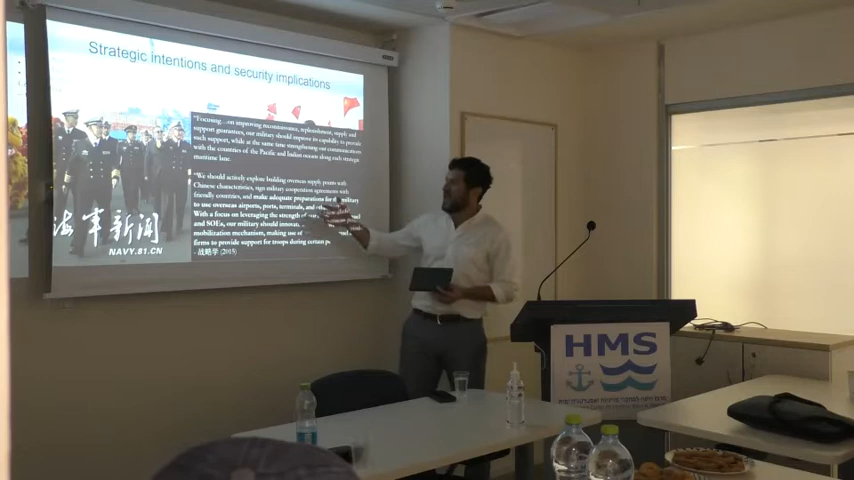 Strategic intentions and security implications
"Focusing...on improving reconnaissance, replenishment, supply and
support guarantees, our military should improve its capability to provide
such support, while at the same time strengthening our communications
with the countries of the Pacific and Indian oceans along each strategic
maritime lane.
"We should actively explore building overseas supply points with
Chinese characteristics, sign military cooperation agreements with
friendly countries, and make adequate preparations for the military
to use overseas airports, ports, terminals, and
With a focus on leveraging the strength of
and SOEs, our military should innovate
mobilization mechanism, making use of
firms to provide support for troops during certain
- 战略学 (2015)
海军新闻
NAVY.81.CN
HMS